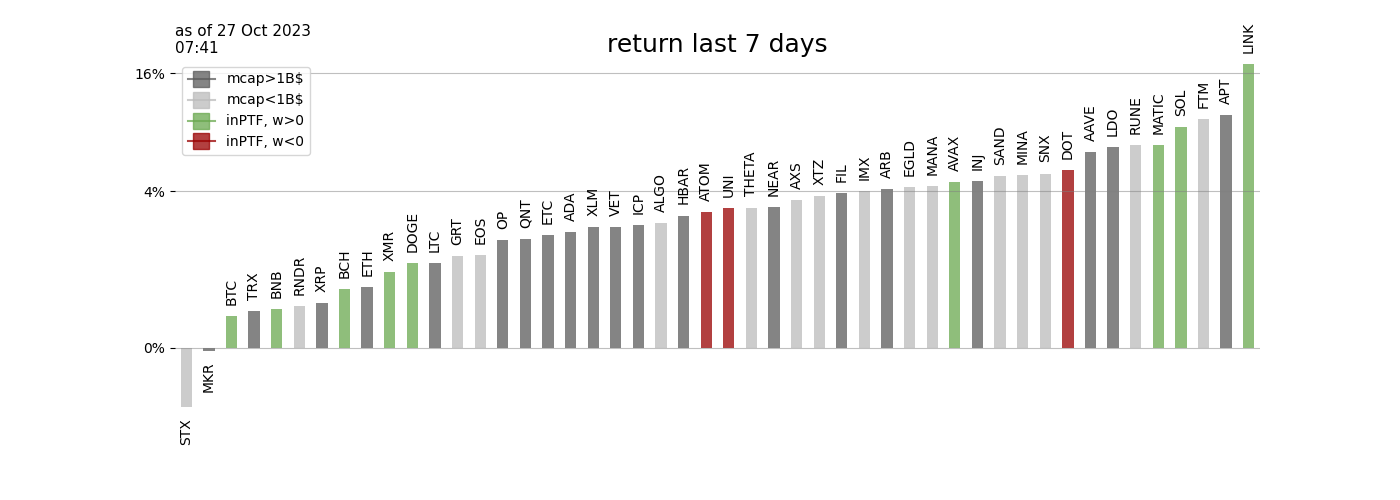 as of 27 Oct 2023
07:41
return last 7 days
mcap>1B$
mcap<1B$
inPTF, w>0
inPTF, w<0
16%
4%
0%
STX
MKR
BTC
TRX
BNB
RNDR
XRP
BCH
ETH
XMR
DOGE
LTC
GRT
EOS
OP
QNT
ETC
ADA
XLM
VET
ICP
ALGO
HBAR
ATOM
UNI
THETA
NEAR
AXS
XTZ
FIL
IMX
ARB
EGLD
MANA
AVAX
INJ
SAND
MINA
SNX
DOT
AAVE
LDO
RUNE
MATIC
SOL
FTM
APT
LINK